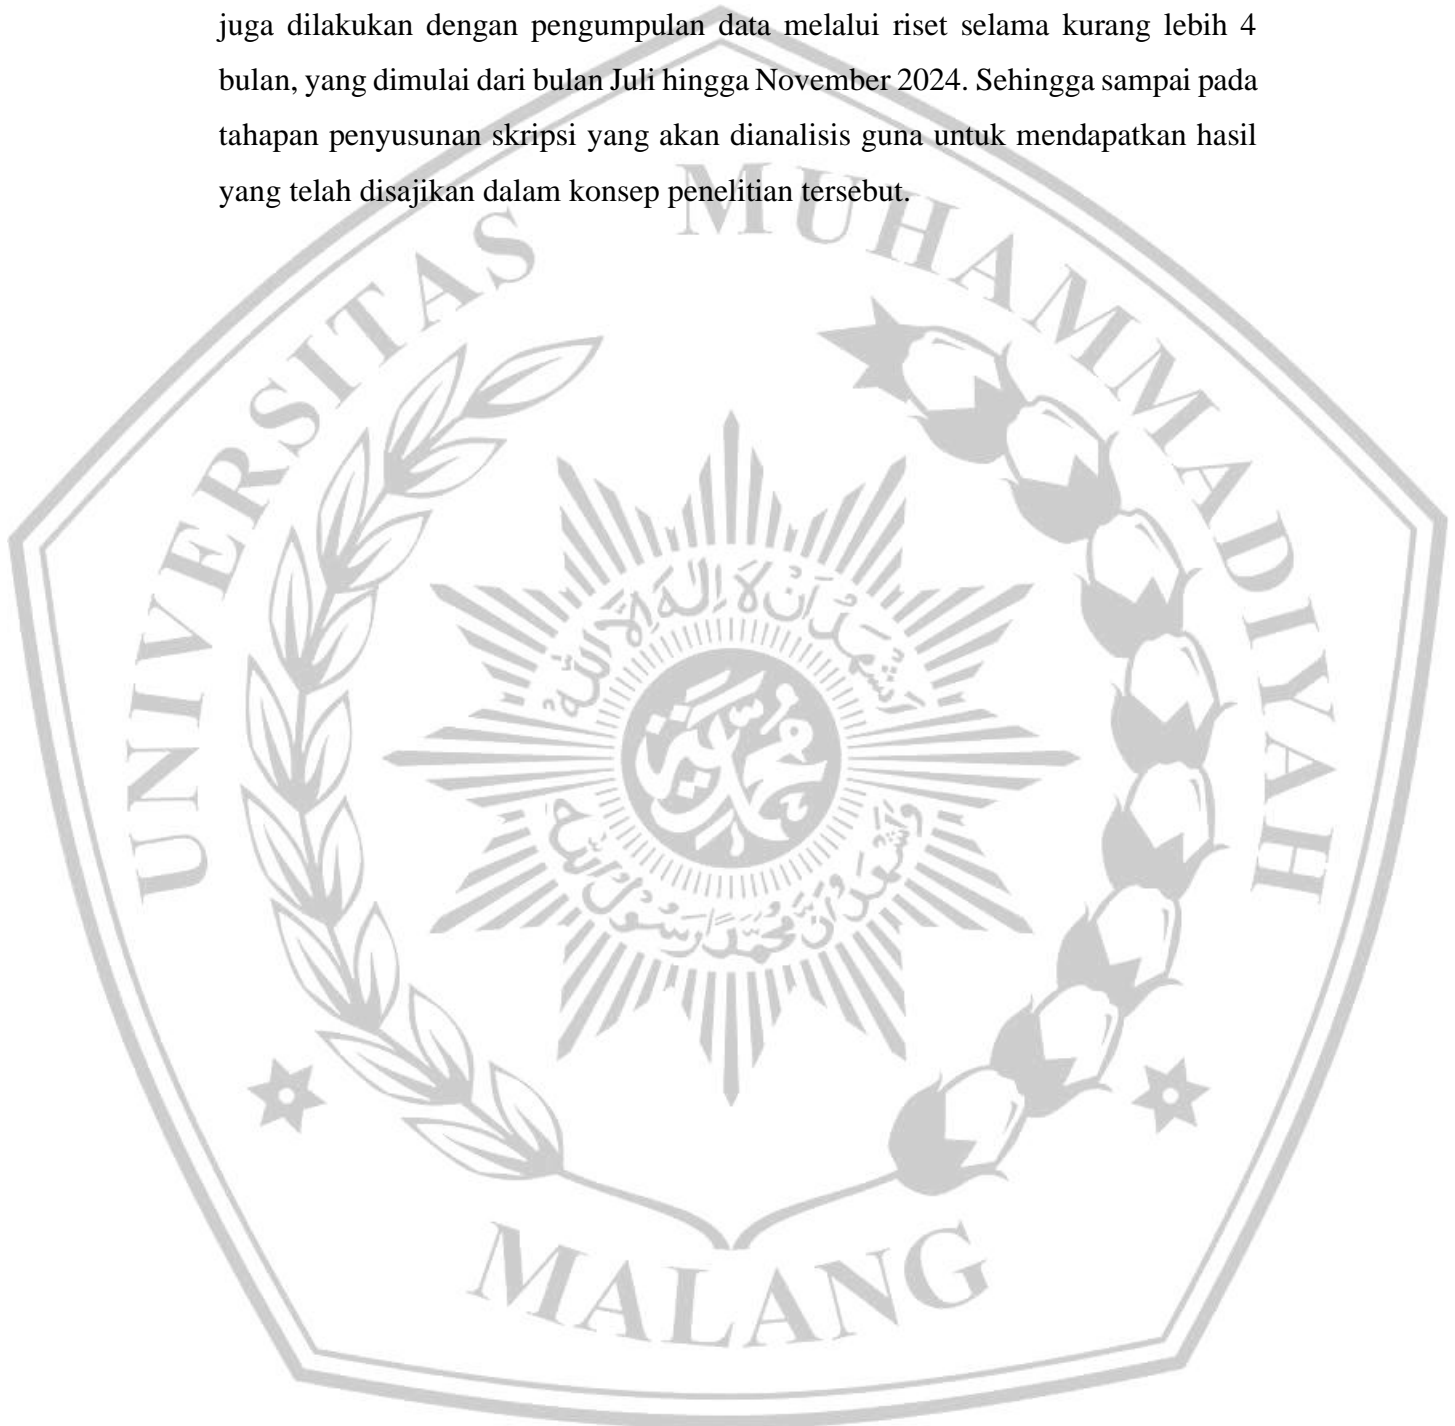 juga dilakukan dengan pengumpulan data melalui riset selama kurang lebih 4
bulan, yang dimulai dari bulan Juli hingga November 2024. Sehingga sampai pada
tahapan penyusunan skripsi yang akan dianalisis guna untuk mendapatkan hasil
yang telah disajikan dalam konsep penelitian tersebut.
UNIVERSITAS MUHAMMADIYAH
MALANG